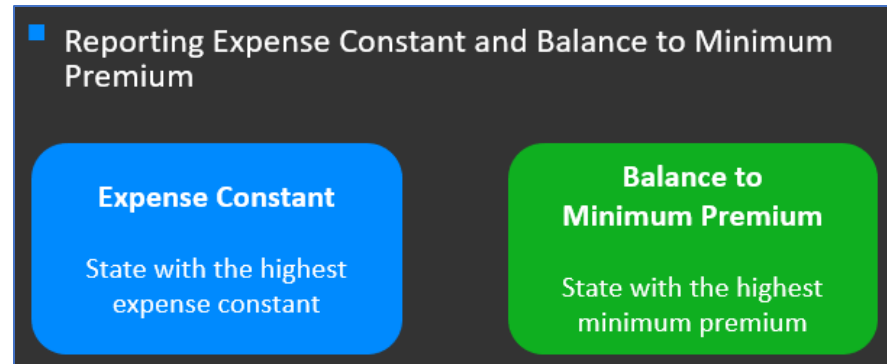 Reporting Expense Constant and Balance to Minimum
Premium
Expense Constant
State with the highest
expense constant
Balance to
Minimum Premium
State with the highest
minimum premium